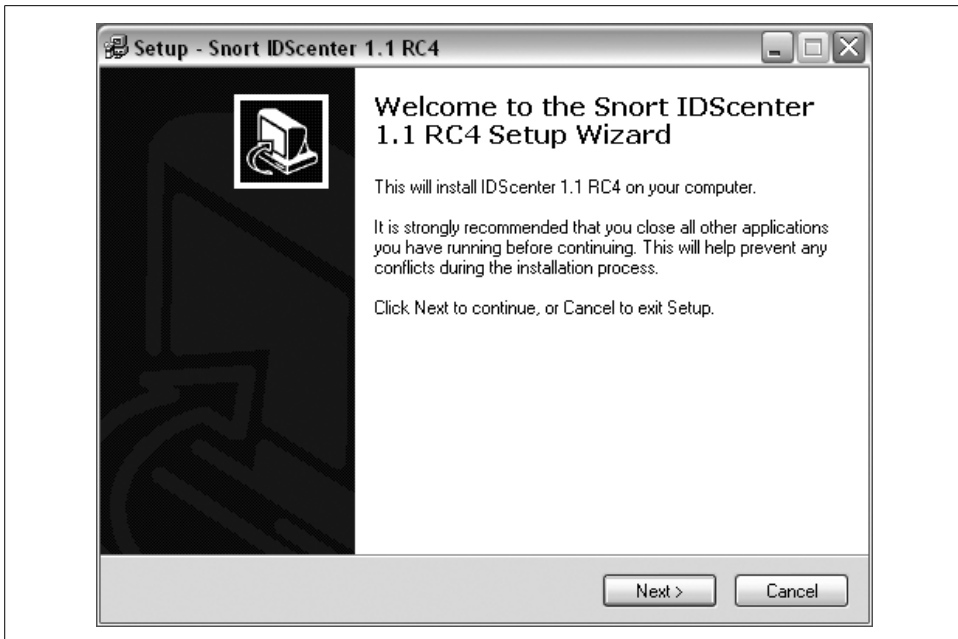 Setup - Snort IDScenter 1.1 RC4
Welcome to the Snort IDScenter
1.1 RC4 Setup Wizard
This will install IDScenter 1.1 RC4 on your computer.
It is strongly recommended that you close all other applications
you have running before continuing. This will help prevent any
conflicts during the installation process.
Click Next to continue, or Cancel to exit Setup.
Next >
Cancel